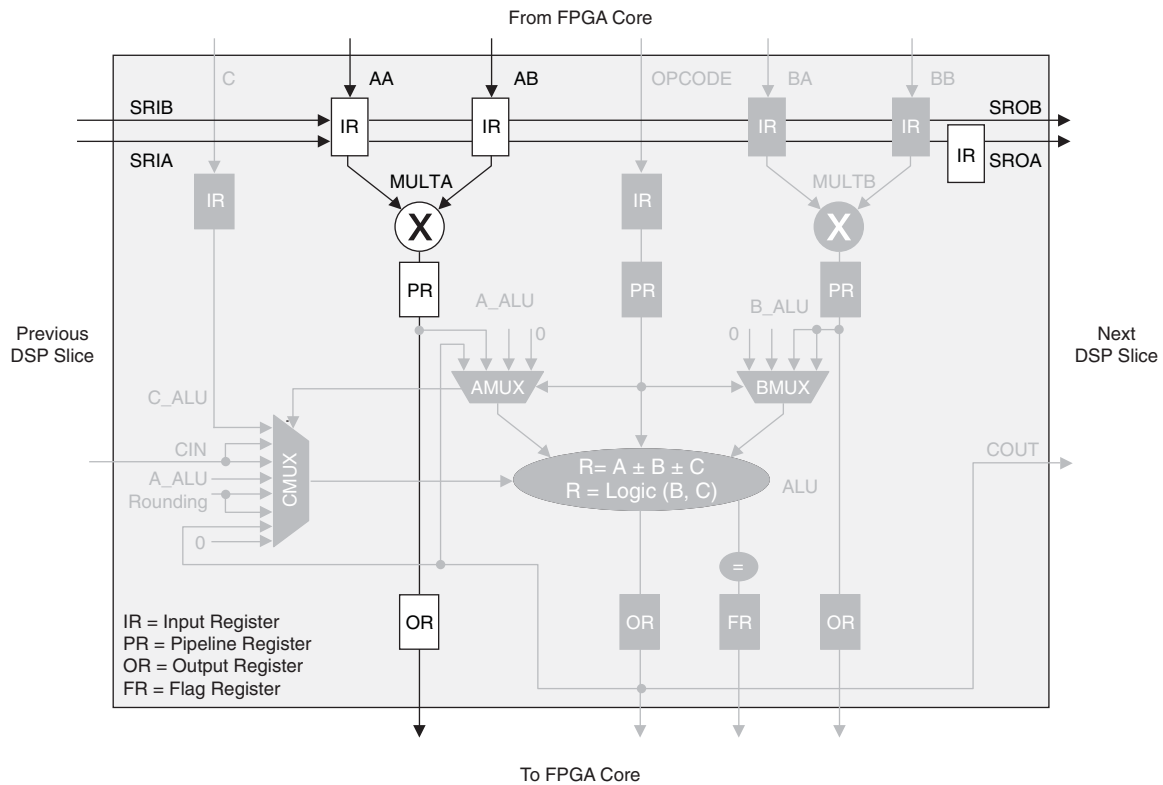 From FPGA Core
C
AA
AB
OPCODE
BA
BB
SRIB
SROB
IR
IR
IR
IR
IR
SRIA
SROA
MULTA
MULTB
IR
IR
X
X
PR
PR
PR
A_ALU
B_ALU
0
0
Previous
DSP Slice
Next
DSP Slice
AMUX
BMUX
C_ALU
CIN
COUT
A_ALU
Rounding
0
CMUX
R= A ± B ± C
R = Logic (B, C)
ALU
=
OR
OR
FR
OR
IR = Input Register
PR = Pipeline Register
OR = Output Register
FR = Flag Register
To FPGA Core